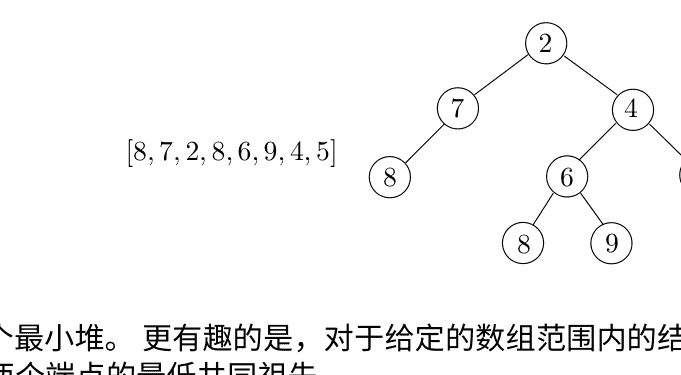 2
7
4
[8, 7, 2, 8, 6, 9, 4, 5]
8
6
8
9
个最小堆。 更有趣的是，对于给定的数组范围内的结
两个端点的最低共同祖先